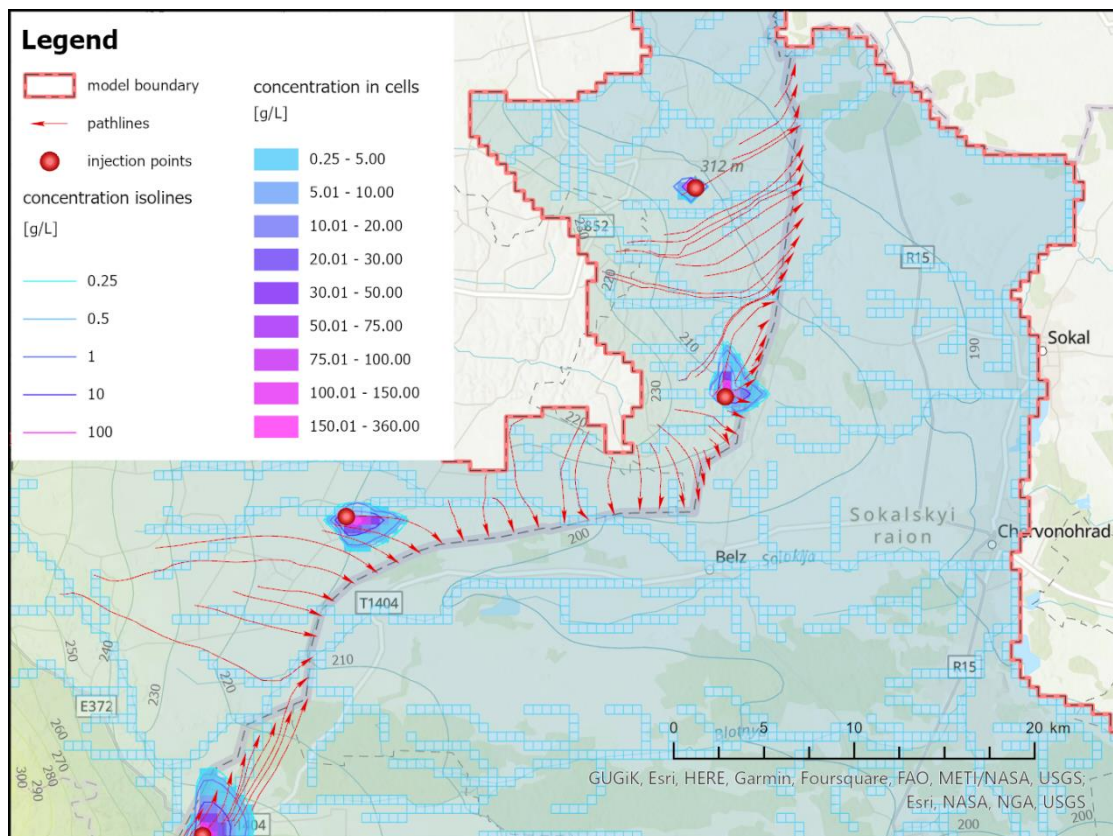 Legend
model boundary
pathlines
injection points
concentration isolines
[g/L]
0.25
0.5
1
10
100
concentration in cells
[g/L]
0.25 - 5.00
5.01 - 10.00
10.01 - 20.00
20.01 - 30.00
30.01 - 50.00
50.01 - 75.00
75.01 - 100.00
100.01 - 150.00
150.01 - 360.00
312 m
852
R15
220
210
190
Sokal
230
220
200
Sokalskyi
raion
Chervonohrad
Belz
Solokija
T1404
250
240
230
220
210
E372
R15
260
270
280
290
300
1404
0 5 10 20 km
GUGiK, Esri, HERE, Garmin, Foursquare, FAO, METI/NASA, USGS;
Esri, NASA, NGA, USGS
200
200